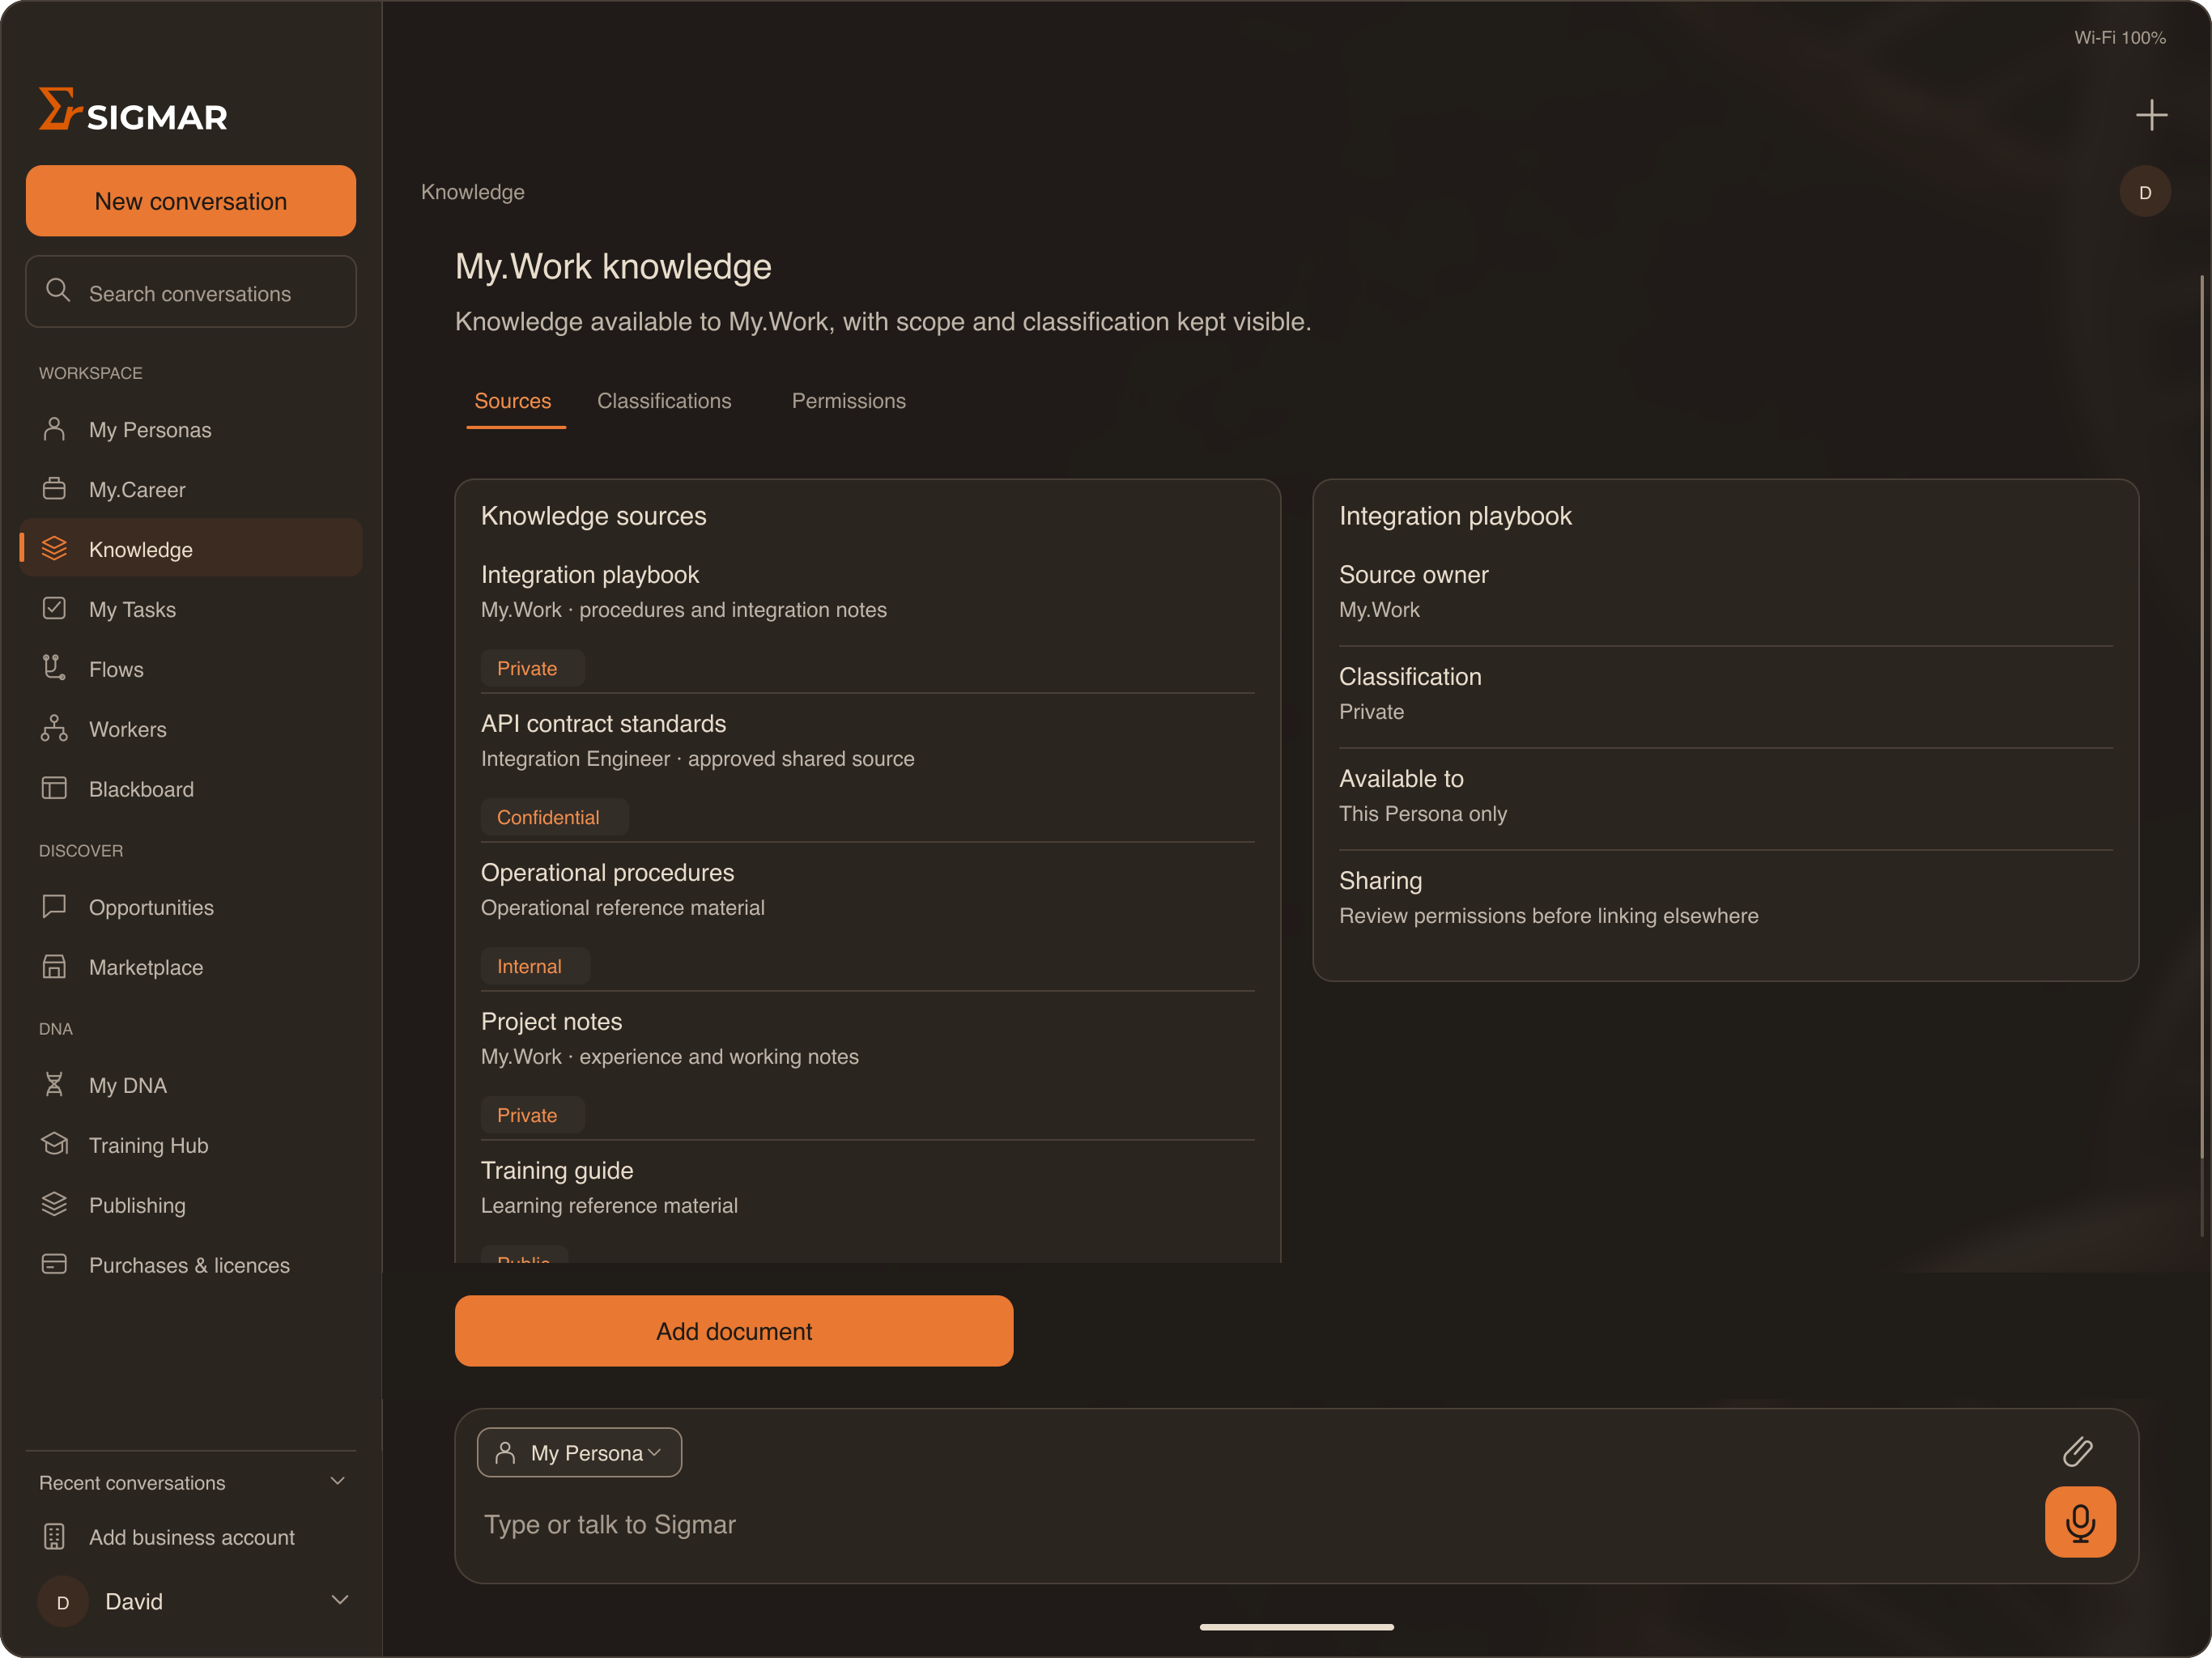 Wi-Fi 100%
Σr SIGMAR
New conversation
Search conversations
WORKSPACE
My Personas
My.Career
Knowledge
My Tasks
Flows
Workers
Blackboard
DISCOVER
Opportunities
Marketplace
DNA
My DNA
Training Hub
Publishing
Purchases & licences
Recent conversations
Add business account
D
David
Knowledge
D
My.Work knowledge
Knowledge available to My.Work, with scope and classification kept visible.
Sources
Classifications
Permissions
Knowledge sources
Integration playbook
My.Work · procedures and integration notes
Private
API contract standards
Integration Engineer · approved shared source
Confidential
Operational procedures
Operational reference material
Internal
Project notes
My.Work · experience and working notes
Private
Training guide
Learning reference material
Public
Integration playbook
Source owner
My.Work
Classification
Private
Available to
This Persona only
Sharing
Review permissions before linking elsewhere
Add document
My Persona
Type or talk to Sigmar